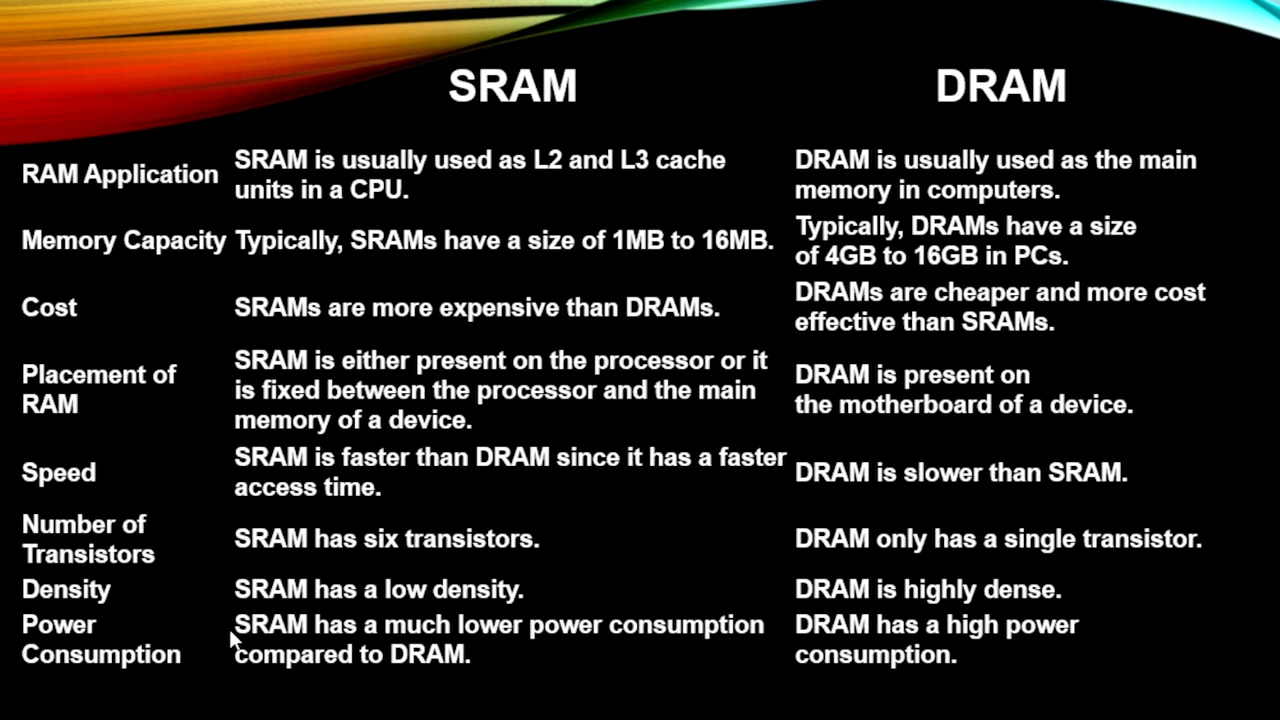 SRAM DRAM
RAM Application
SRAM is usually used as L2 and L3 cache
units in a CPU.
DRAM is usually used as the main
memory in computers.
Memory Capacity
Typically, SRAMs have a size of 1MB to 16MB.
Typically, DRAMs have a size
of 4GB to 16GB in PCs.
Cost
SRAMs are more expensive than DRAMs.
DRAMs are cheaper and more cost
effective than SRAMs.
Placement of
RAM
SRAM is either present on the processor or it
is fixed between the processor and the main
memory of a device.
DRAM is present on
the motherboard of a device.
Speed
SRAM is faster than DRAM since it has a faster
access time.
DRAM is slower than SRAM.
Number of
Transistors
SRAM has six transistors.
DRAM only has a single transistor.
Density
SRAM has a low density.
DRAM is highly dense.
Power
Consumption
SRAM has a much lower power consumption
compared to DRAM.
DRAM has a high power
consumption.